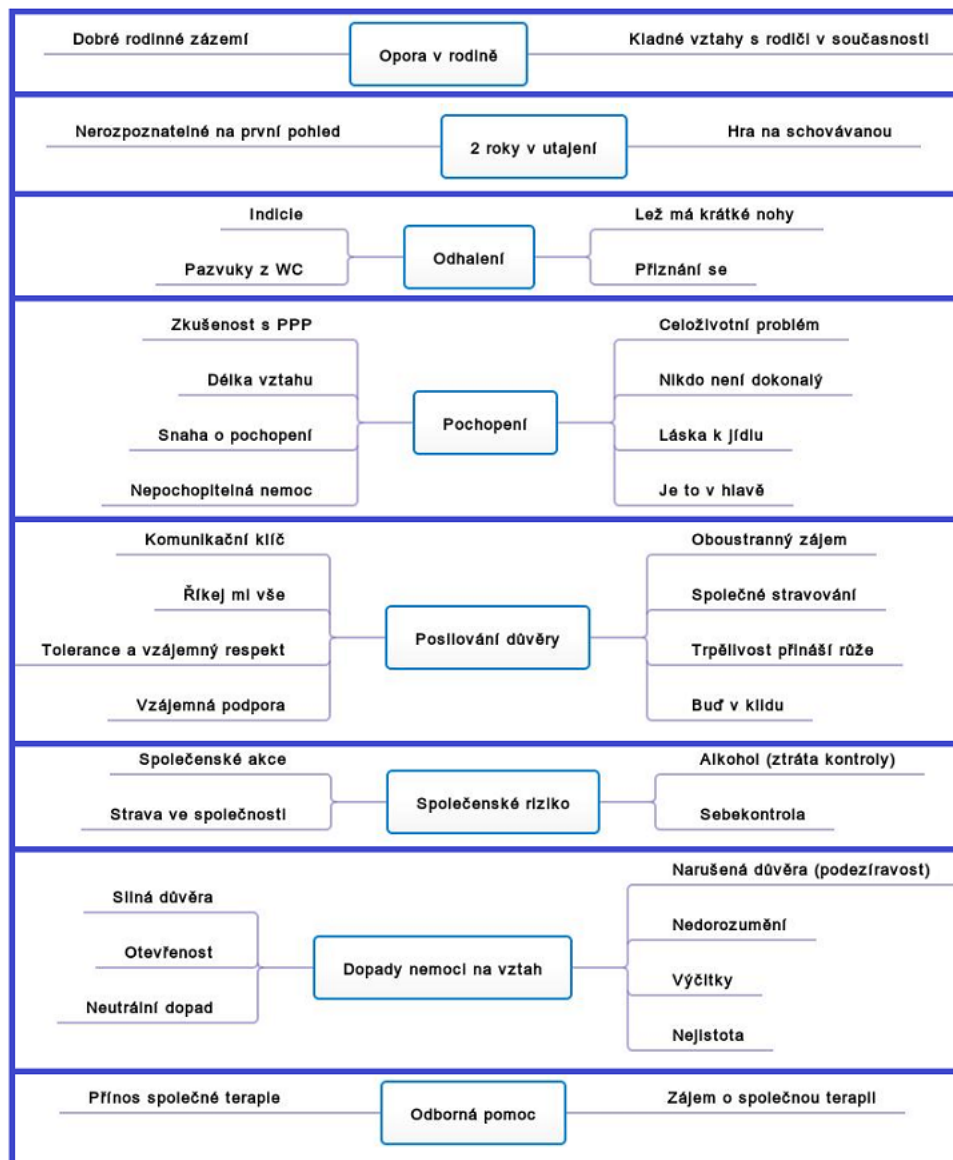 Dobré rodinné zázemí
Opora v rodině
Kladné vztahy s rodiči v současnosti
Nerozpoznatelné na první pohled
2 roky v utajení
Hra na schovávanou
Indicie
Pazvuky z WC
Odhalení
Lež má krátké nohy
Přiznání se
Zkušenost s PPP
Délka vztahu
Snaha o pochopení
Nepochopitelná nemoc
Pochopení
Celoživotní problém
Nikdo není dokonalý
Láska k jídlu
Je to v hlavě
Komunikační klíč
Říkej mi vše
Tolerance a vzájemný respekt
Vzájemná podpora
Posilování důvěry
Oboustranný zájem
Společné stravování
Trpělivost přináší růže
Buď v klidu
Společenské akce
Strava ve společnosti
Společenské riziko
Alkohol (ztráta kontroly)
Sebekontrola
Silná důvěra
Otevřenost
Neutrální dopad
Dopady nemoci na vztah
Narušená důvěra (podezíravost)
Nedorozumění
Výčitky
Nejistota
Přínos společné terapie
Odborná pomoc
Zájem o společnou terapii